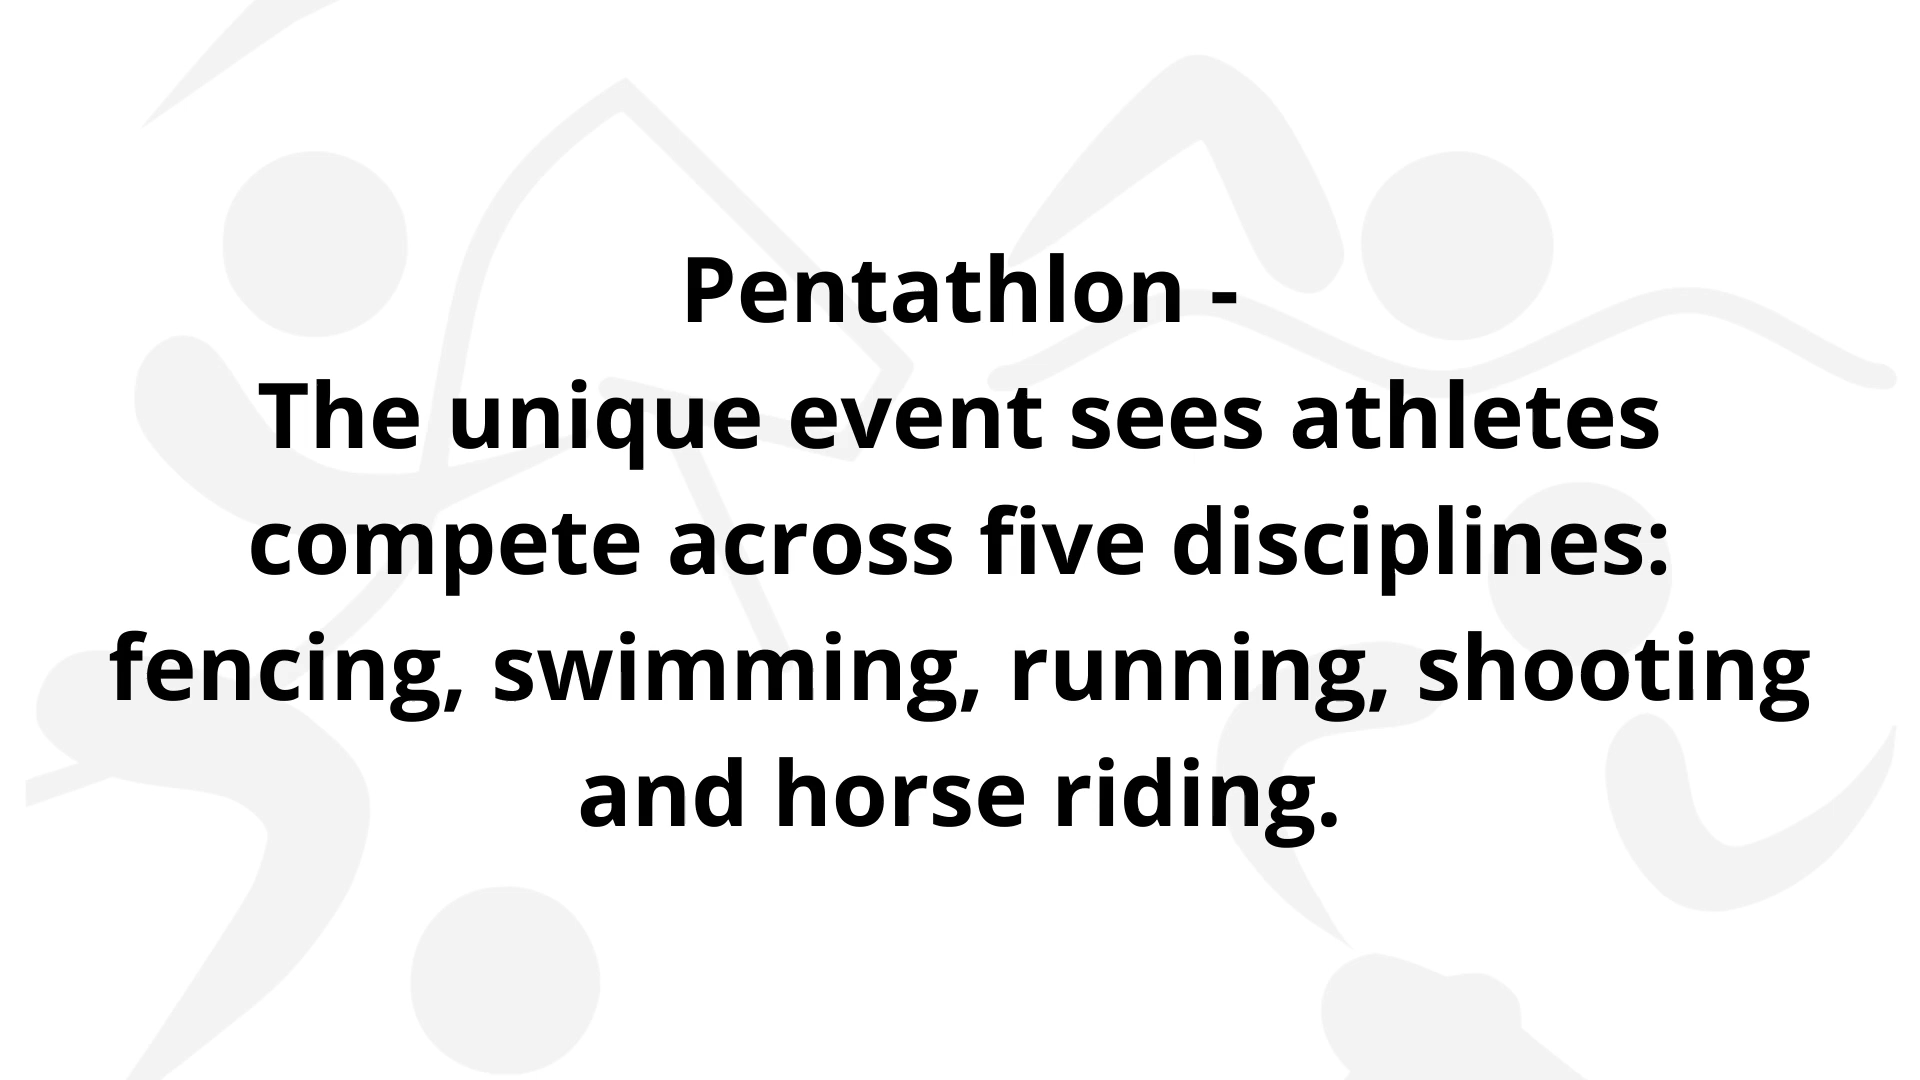 Pentathlon -
The unique event sees athletes
compete across five disciplines:
fencing, swimming, running, shooting
and horse riding.